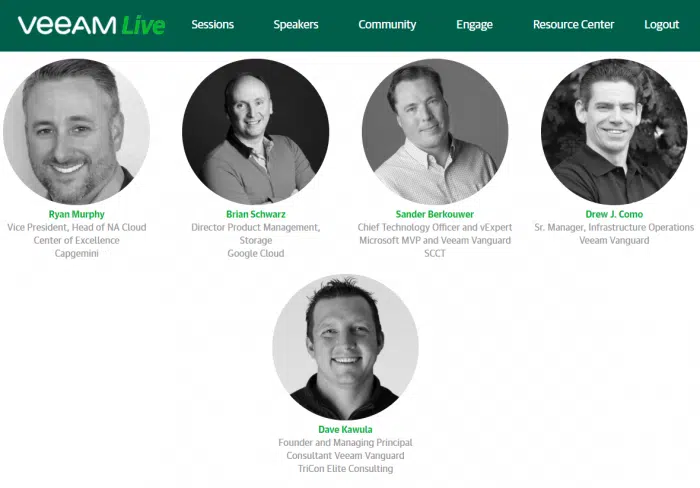 veeAM Live Sessions Speakers Community Engage Resource Center Logout
Ryan Murphy
Vice President, Head of NA Cloud
Center of Excellence
Capgemini
Brian Schwarz
Director Product Management,
Storage
Google Cloud
Sander Berkouwer
Chief Technology Officer and vExpert
Microsoft MVP and Veeam Vanguard
SCCT
Drew J. Como
Sr. Manager, Infrastructure Operations
Veeam Vanguard
Dave Kawula
Founder and Managing Principal
Consultant Veeam Vanguard
TriCon Elite Consulting